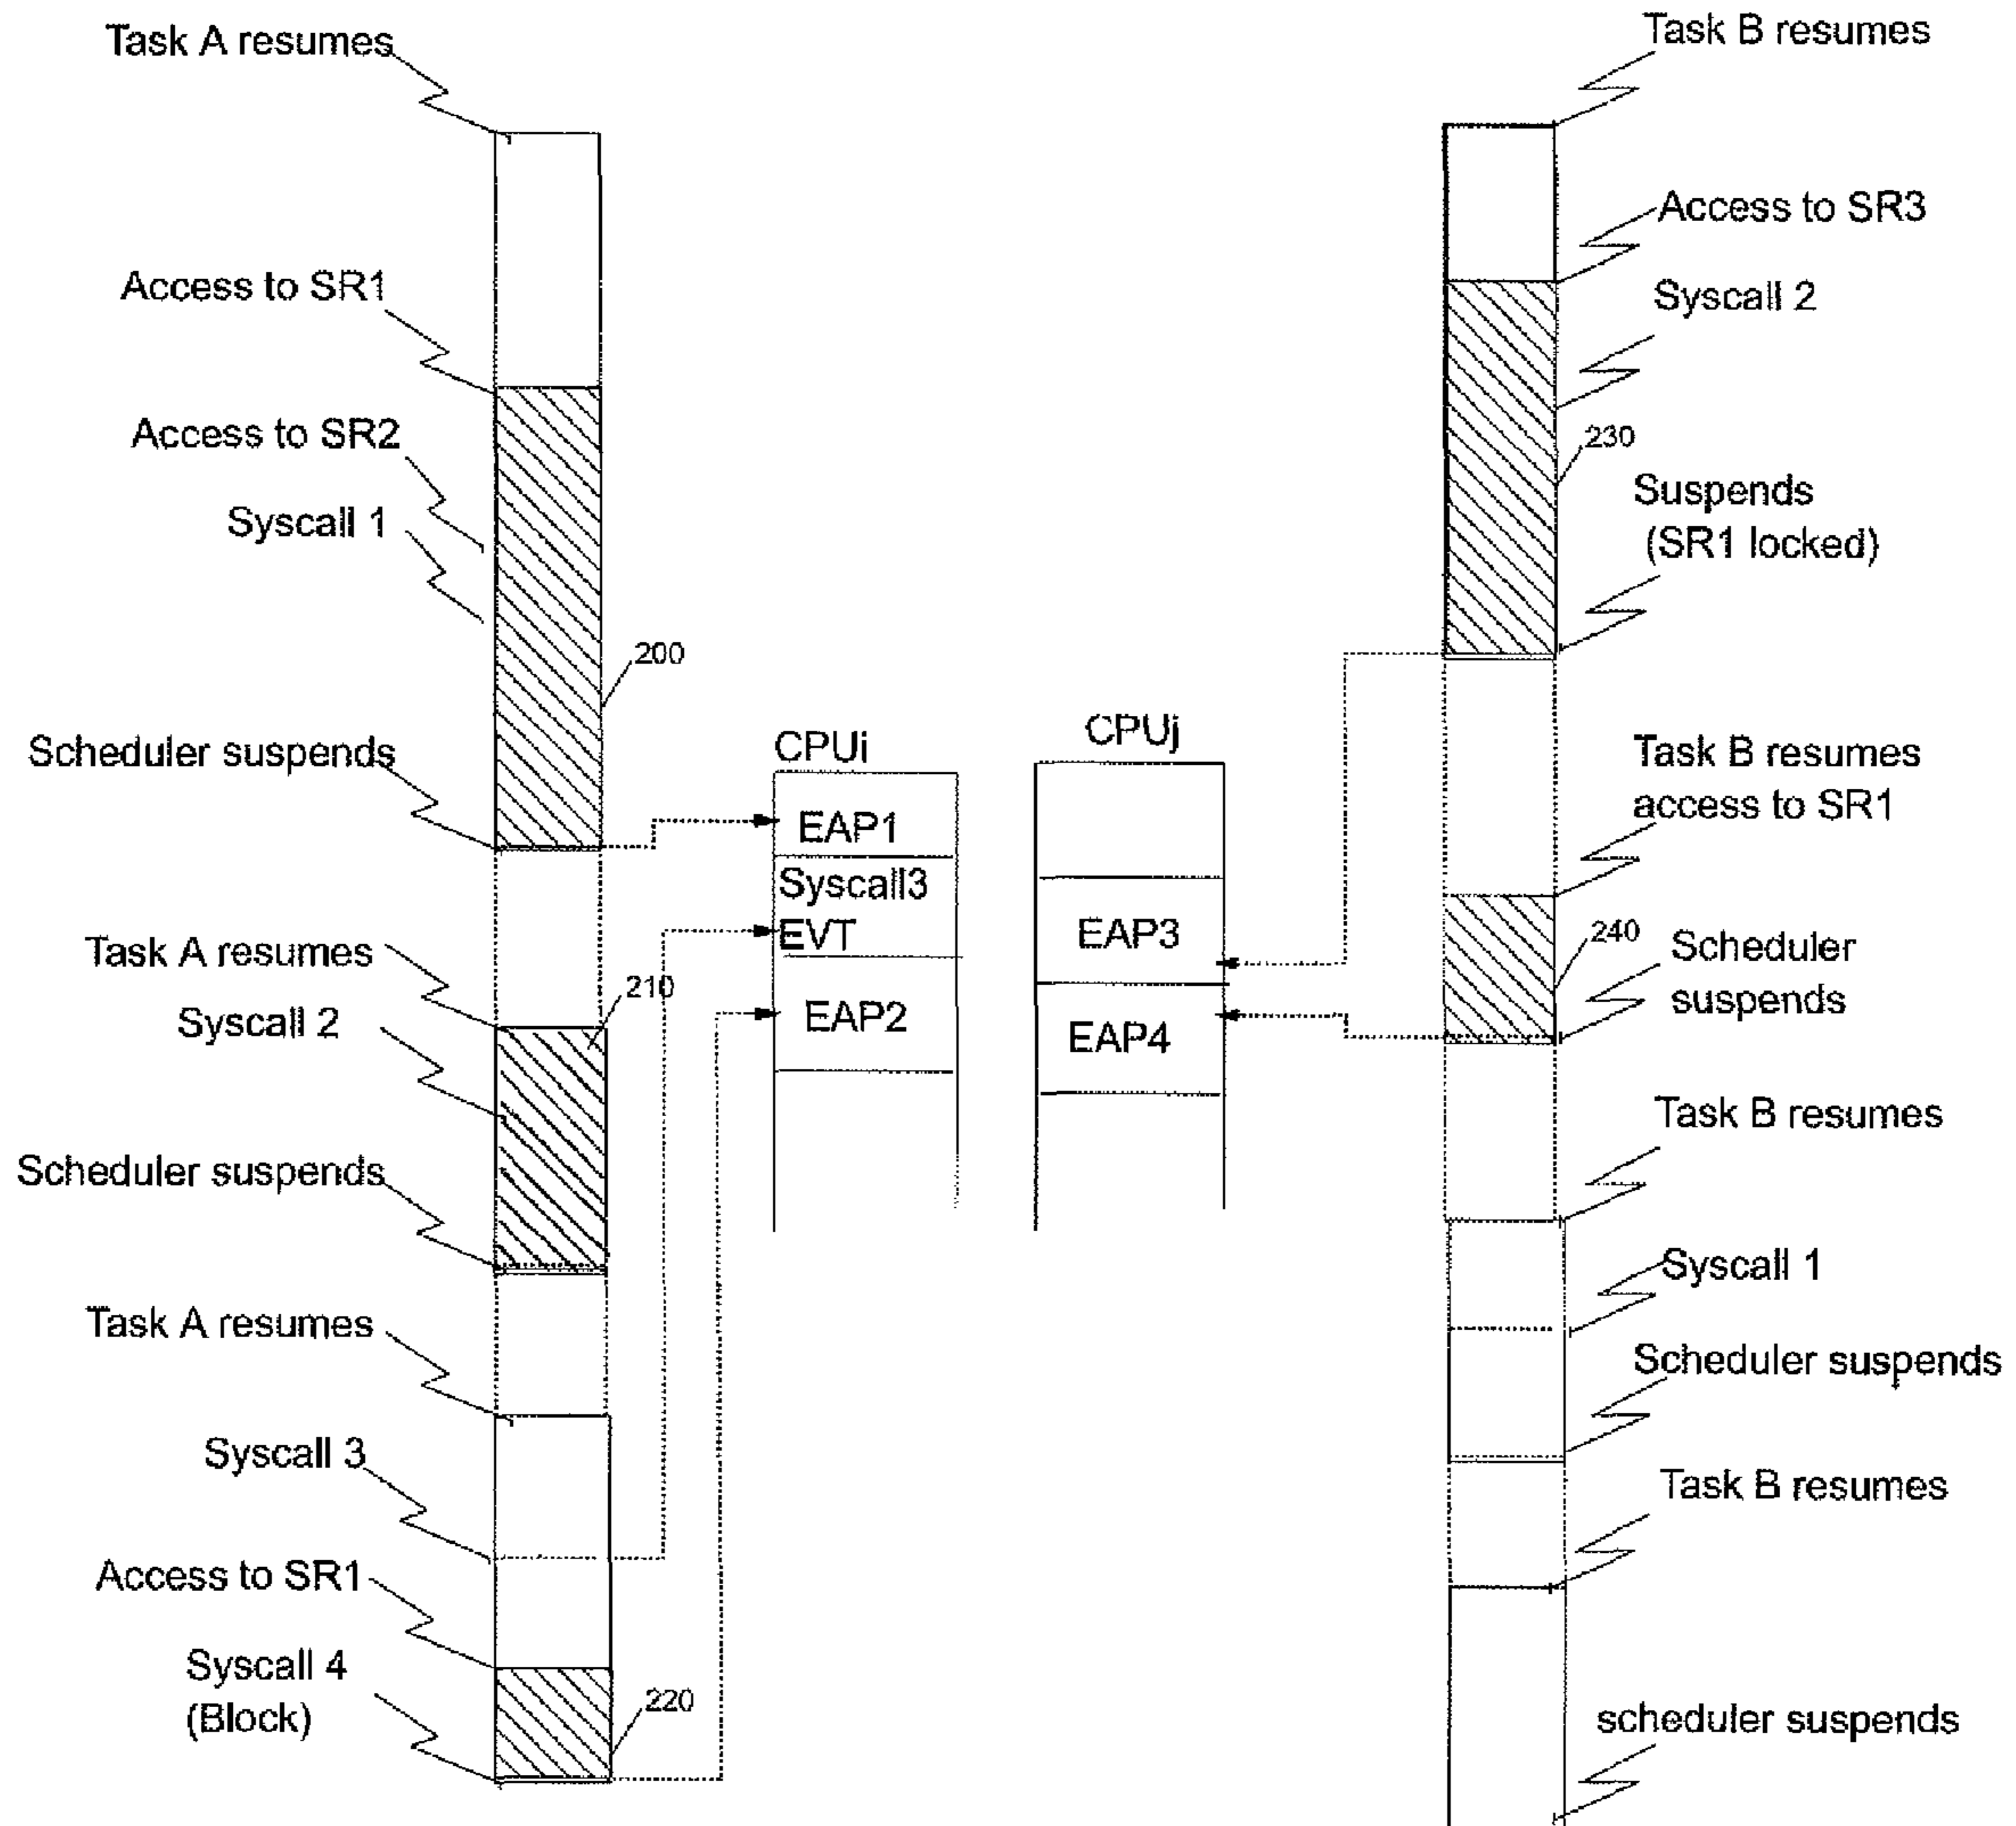 Task A resumes
Access to SR1
Access to SR2
Syscall 1
200
Scheduler suspends
Task A resumes
210
Syscall 2
Scheduler suspends
Task A resumes
Syscall 3
Access to SR1
Syscall 4
(Block)
220
CPUi
EAP1
Syscall3
EVT
EAP2
CPUj
EAP3
EAP4
Task B resumes
Access to SR3
Syscall 2
230
Suspends
(SR1 locked)
Task B resumes
access to SR1
240
Scheduler
suspends
Task B resumes
Syscall 1
Scheduler suspends
Task B resumes
scheduler suspends